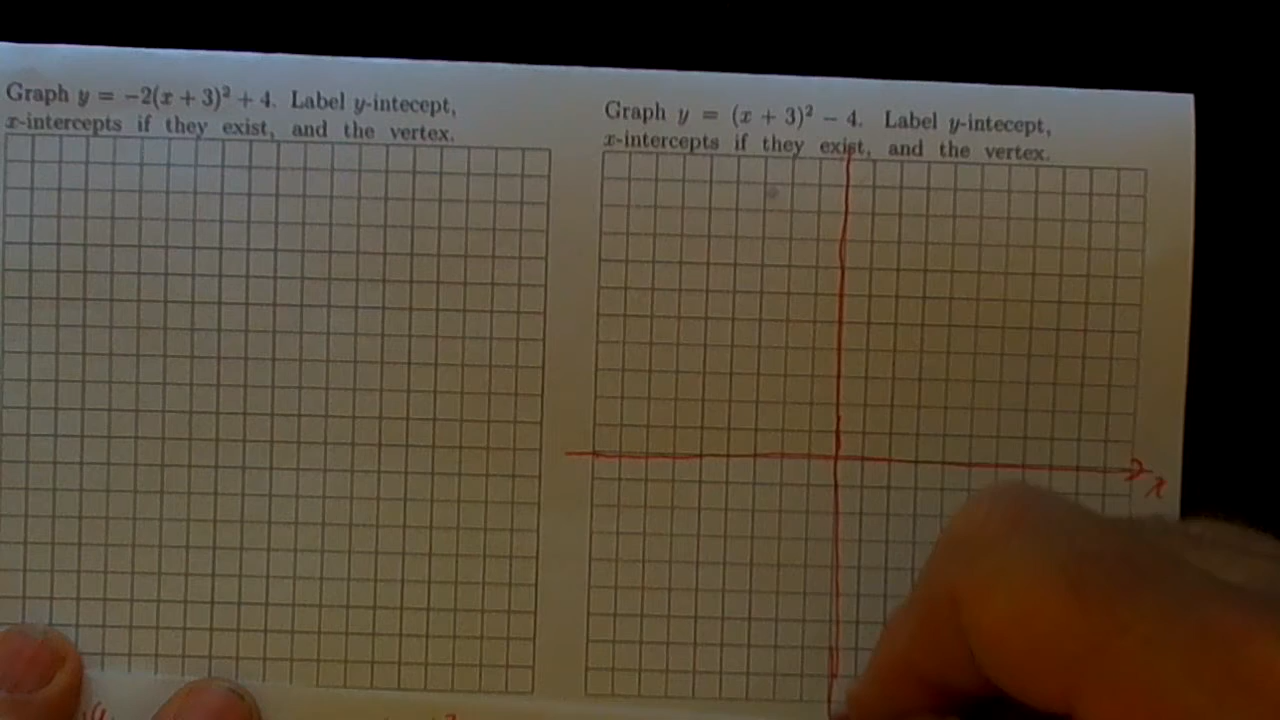 Graph y = −2(x + 3)² + 4. Label y-intecept,
x-intercepts if they exist, and the vertex.
Graph y = (x + 3)² − 4. Label y-intecept,
x-intercepts if they exist, and the vertex.
x